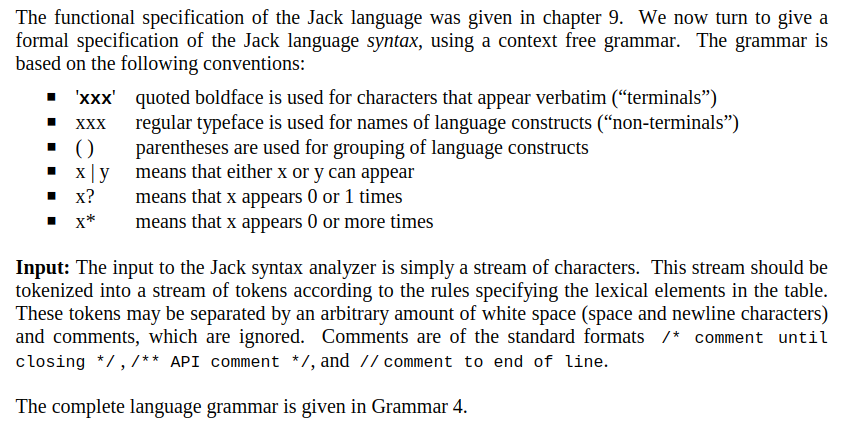 The functional specification of the Jack language was given in chapter 9. We now turn to give a
formal specification of the Jack language syntax, using a context free grammar. The grammar is
based on the following conventions:
▪ 'xxx' quoted boldface is used for characters that appear verbatim (“terminals”)
▪ xxx regular typeface is used for names of language constructs (“non-terminals”)
▪ ( ) parentheses are used for grouping of language constructs
▪ x | y means that either x or y can appear
▪ x? means that x appears 0 or 1 times
▪ x* means that x appears 0 or more times
Input: The input to the Jack syntax analyzer is simply a stream of characters. This stream should be
tokenized into a stream of tokens according to the rules specifying the lexical elements in the table.
These tokens may be separated by an arbitrary amount of white space (space and newline characters)
and comments, which are ignored. Comments are of the standard formats /* comment until
closing */ , /** API comment */, and // comment to end of line.
The complete language grammar is given in Grammar 4.